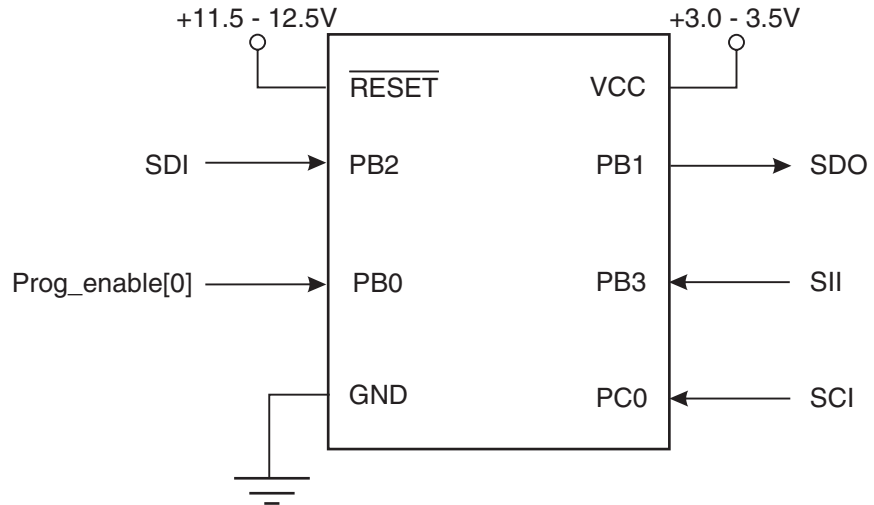 +11.5 - 12.5V
+3.0 - 3.5V
RESET
VCC
SDI
PB2
PB1
SDO
Prog_enable[0]
PB0
PB3
SII
GND
PC0
SCI